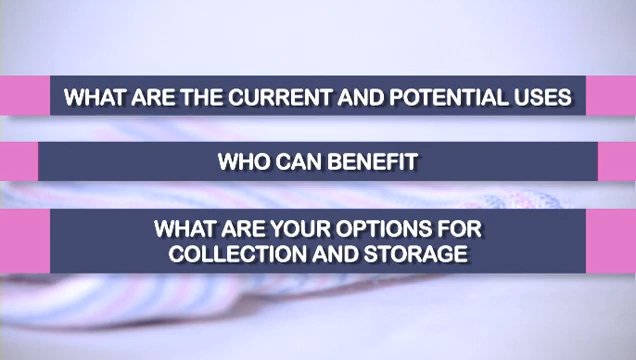 WHAT ARE THE CURRENT AND POTENTIAL USES
WHO CAN BENEFIT
WHAT ARE YOUR OPTIONS FOR
COLLECTION AND STORAGE